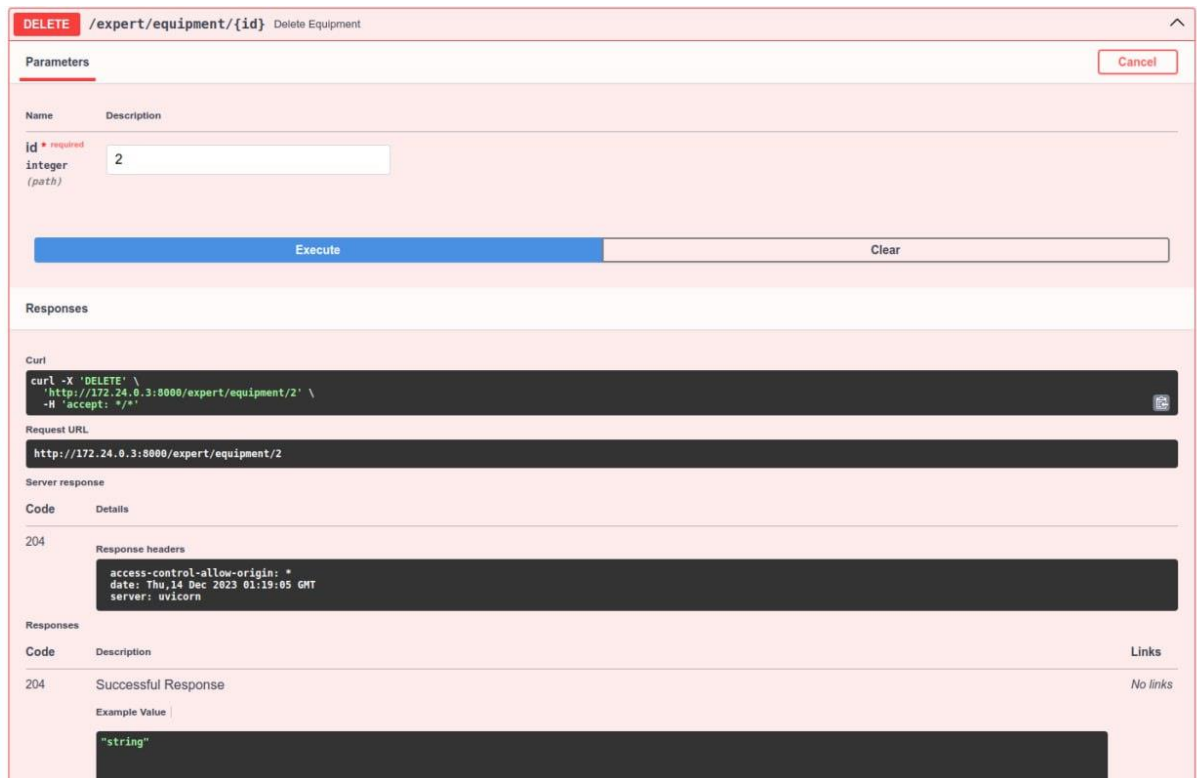 DELETE /expert/equipment/{id} Delete Equipment
Parameters
Cancel
Name Description
id * required
integer
(path)
2
Execute Clear
Responses
Curl
curl -X 'DELETE' \
'http://172.24.0.3:8000/expert/equipment/2' \
-H 'accept: */*'
Request URL
http://172.24.0.3:8000/expert/equipment/2
Server response
Code Details
204
Response headers
access-control-allow-origin: *
date: Thu,14 Dec 2023 01:19:05 GMT
server: uvicorn
Responses
Code Description Links
204 Successful Response No links
Example Value
"string"